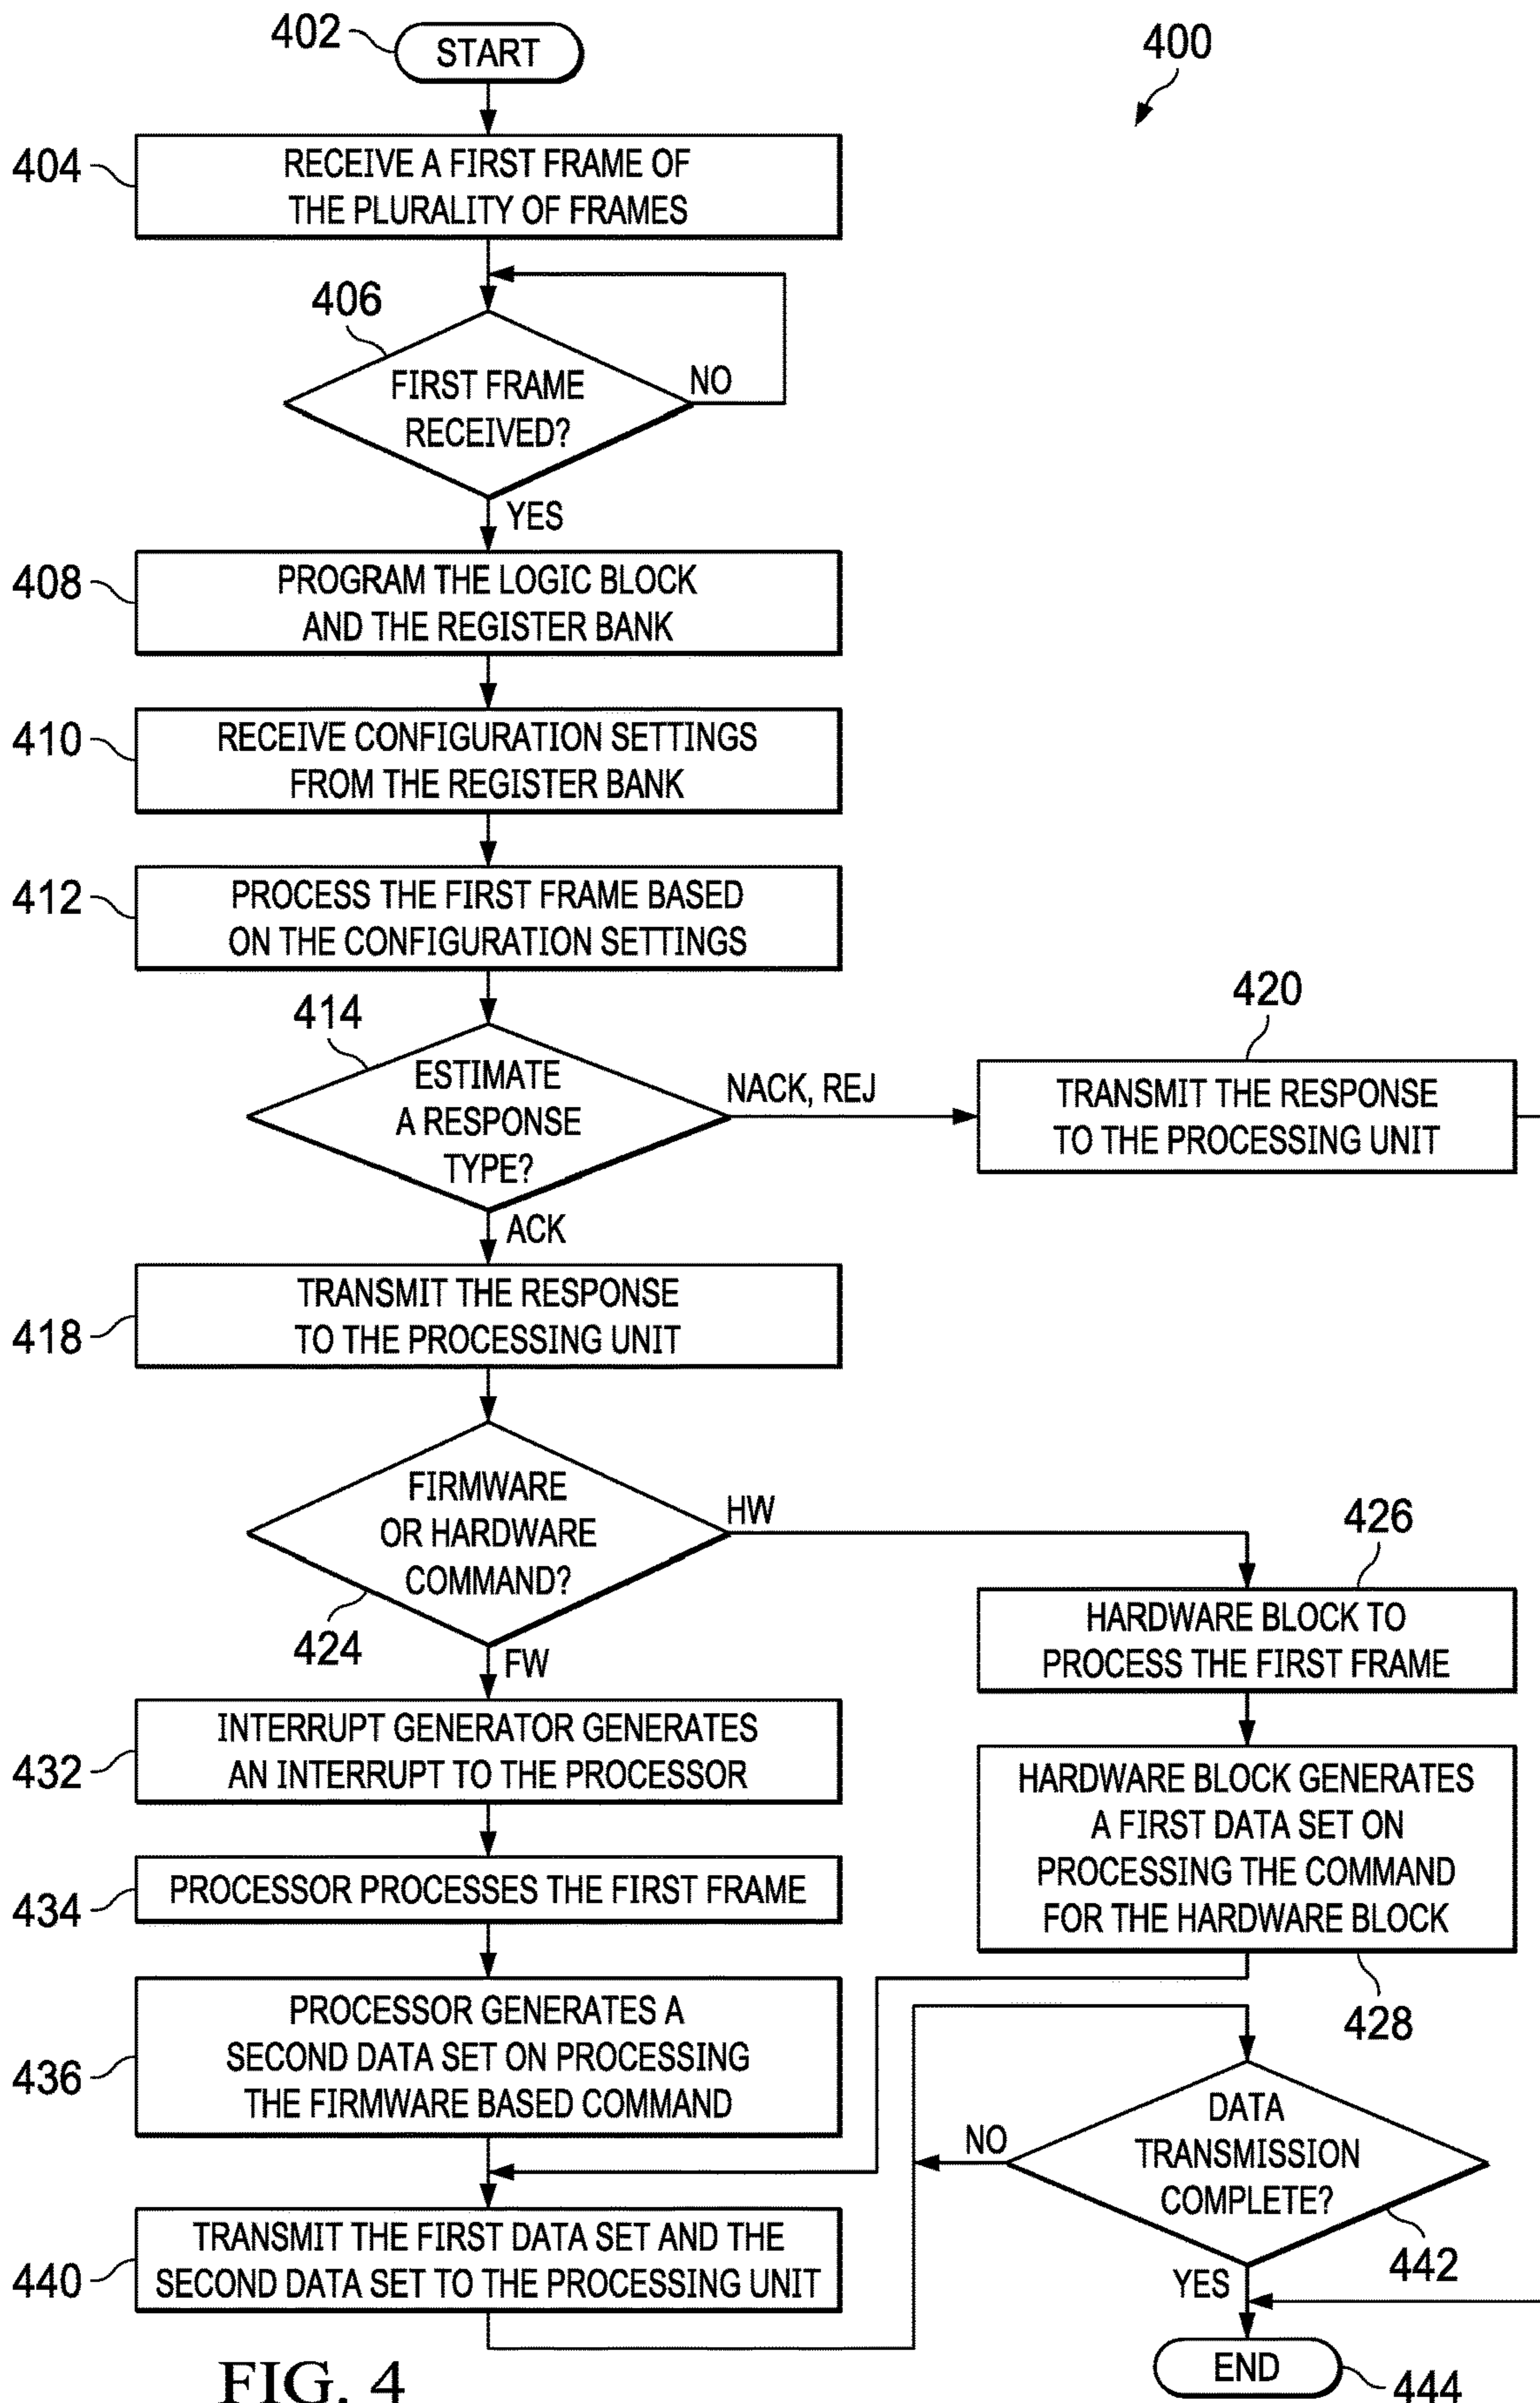 402
START
400
404
RECEIVE A FIRST FRAME OF
THE PLURALITY OF FRAMES
406
FIRST FRAME
RECEIVED?
NO
YES
408
PROGRAM THE LOGIC BLOCK
AND THE REGISTER BANK
410
RECEIVE CONFIGURATION SETTINGS
FROM THE REGISTER BANK
412
PROCESS THE FIRST FRAME BASED
ON THE CONFIGURATION SETTINGS
414
ESTIMATE
A RESPONSE
TYPE?
NACK, REJ
420
TRANSMIT THE RESPONSE
TO THE PROCESSING UNIT
ACK
418
TRANSMIT THE RESPONSE
TO THE PROCESSING UNIT
FIRMWARE
OR HARDWARE
COMMAND?
424
HW
FW
426
HARDWARE BLOCK TO
PROCESS THE FIRST FRAME
HARDWARE BLOCK GENERATES
A FIRST DATA SET ON
PROCESSING THE COMMAND
FOR THE HARDWARE BLOCK
428
432
INTERRUPT GENERATOR GENERATES
AN INTERRUPT TO THE PROCESSOR
434
PROCESSOR PROCESSES THE FIRST FRAME
436
PROCESSOR GENERATES A
SECOND DATA SET ON PROCESSING
THE FIRMWARE BASED COMMAND
440
TRANSMIT THE FIRST DATA SET AND THE
SECOND DATA SET TO THE PROCESSING UNIT
DATA
TRANSMISSION
COMPLETE?
NO
442
YES
END
444
FIG. 4